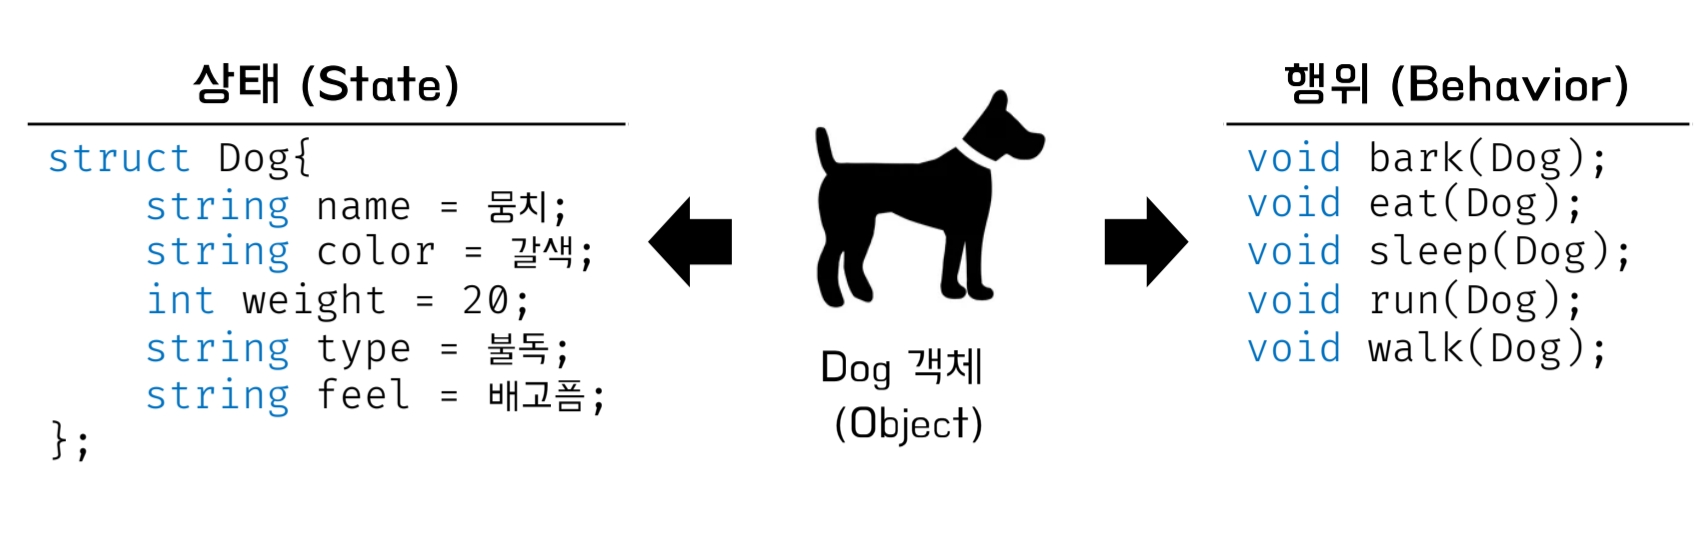 상태 (State)
struct Dog{
string name = 뭉치;
string color = 갈색;
int weight = 20;
string type = 불독;
string feel = 배고픔;
};
Dog 객체
(Object)
행위 (Behavior)
void bark(Dog);
void eat(Dog);
void sleep(Dog);
void run(Dog);
void walk(Dog);